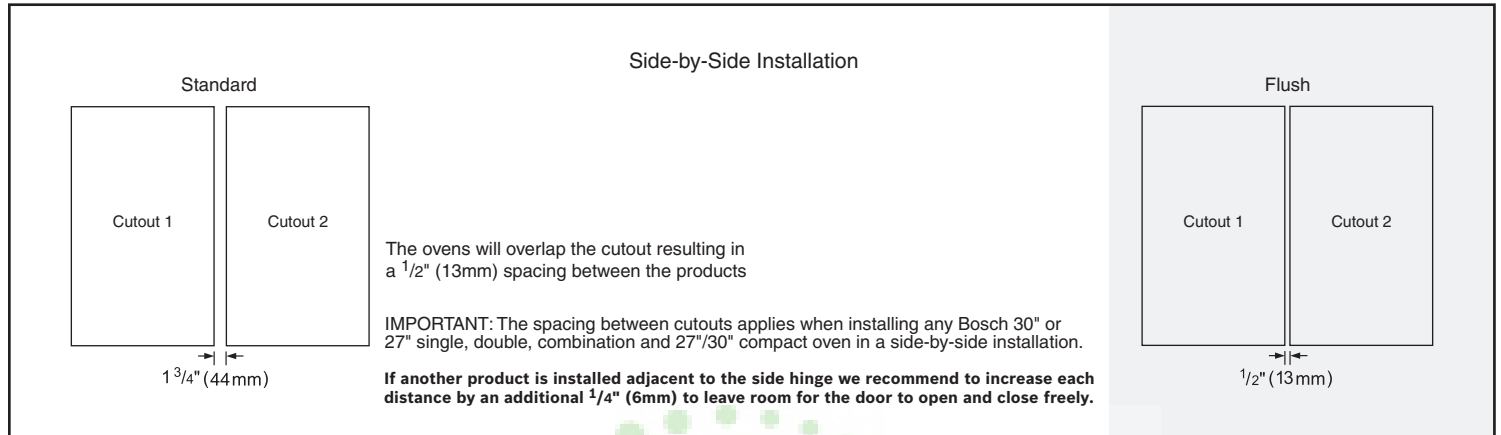 Side-by-Side Installation
Standard
Cutout 1
Cutout 2
1 3/4" (44mm)
The ovens will overlap the cutout resulting in
a 1/2" (13mm) spacing between the products
IMPORTANT: The spacing between cutouts applies when installing any Bosch 30" or
27" single, double, combination and 27"/30" compact oven in a side-by-side installation.
If another product is installed adjacent to the side hinge we recommend to increase each
distance by an additional 1/4" (6mm) to leave room for the door to open and close freely.
Flush
Cutout 1
Cutout 2
1/2" (13mm)